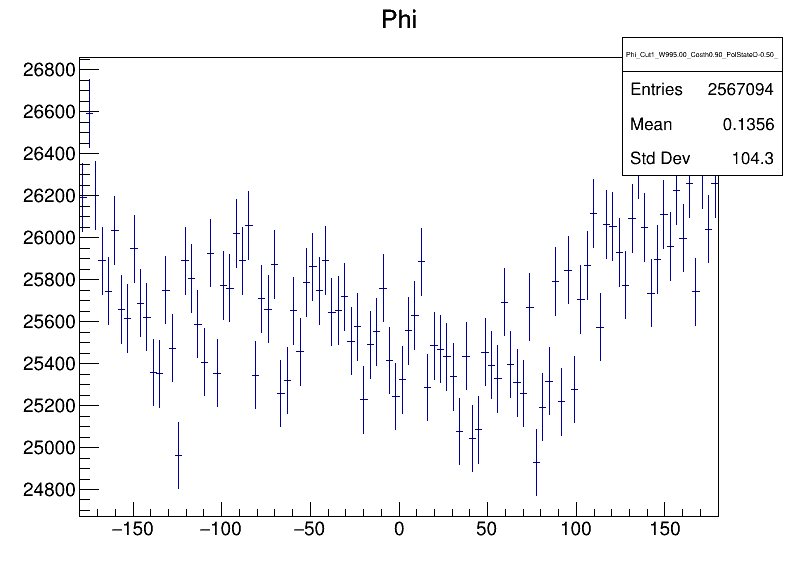 Phi
Phi_Cut1_W995.00_Costh0.90_PolStateD-0.50_
Entries 2567094
Mean 0.1356
Std Dev 104.3
26800
26600
26400
26200
26000
25800
25600
25400
25200
25000
24800
−150 −100 −50 0 50 100 150